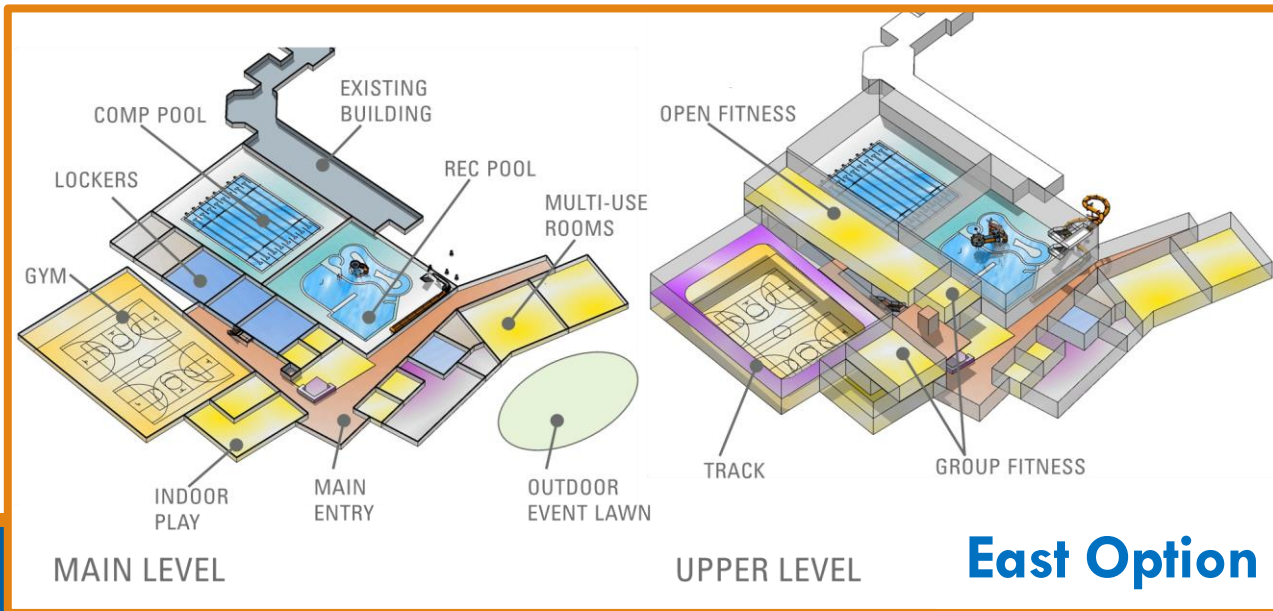 EXISTING
BUILDING
COMP POOL
LOCKERS
REC POOL
MULTI-USE
ROOMS
GYM
INDOOR
PLAY
MAIN
ENTRY
OUTDOOR
EVENT LAWN
MAIN LEVEL
OPEN FITNESS
TRACK
GROUP FITNESS
UPPER LEVEL
East Option